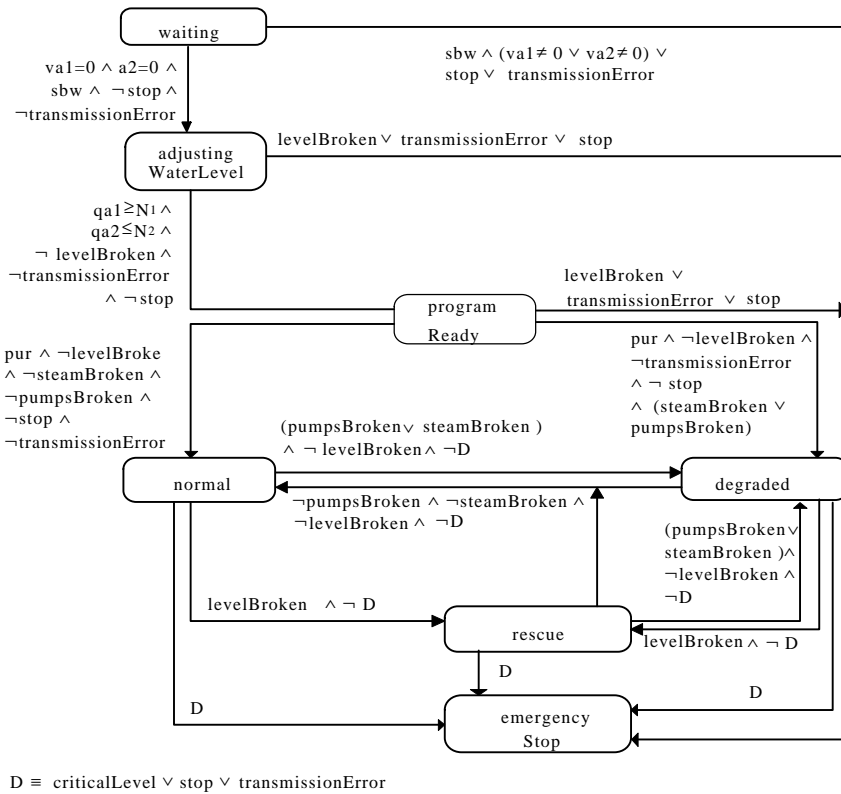 waiting
sbw ∧ (va1≠ 0 ∨ va2≠ 0) ∨
stop ∨ transmissionError
va1=0 ∧ a2=0 ∧
sbw ∧ ¬stop ∧
¬transmissionError
adjusting
WaterLevel
levelBroken ∨ transmissionError ∨ stop
qa1≥N1 ∧
qa2≤N2 ∧
¬ levelBroken ∧
¬transmissionError
∧ ¬stop
program
Ready
levelBroken ∨
transmissionError ∨ stop
pur ∧ ¬levelBroke
∧ ¬steamBroken ∧
¬pumpsBroken ∧
¬stop ∧
¬transmissionError
pur ∧ ¬levelBroken ∧
¬transmissionError
∧ ¬ stop
∧ (steamBroken ∨
pumpsBroken)
(pumpsBroken∨ steamBroken )
∧ ¬ levelBroken∧ ¬D
normal
degraded
¬pumpsBroken ∧ ¬steamBroken ∧
¬levelBroken ∧ ¬D
(pumpsBroken∨
steamBroken )∧
¬levelBroken ∧
¬D
levelBroken ∧ ¬ D
rescue
levelBroken ∧ ¬ D
D
D
D
emergency
Stop
D ≡ criticalLevel ∨ stop ∨ transmissionError